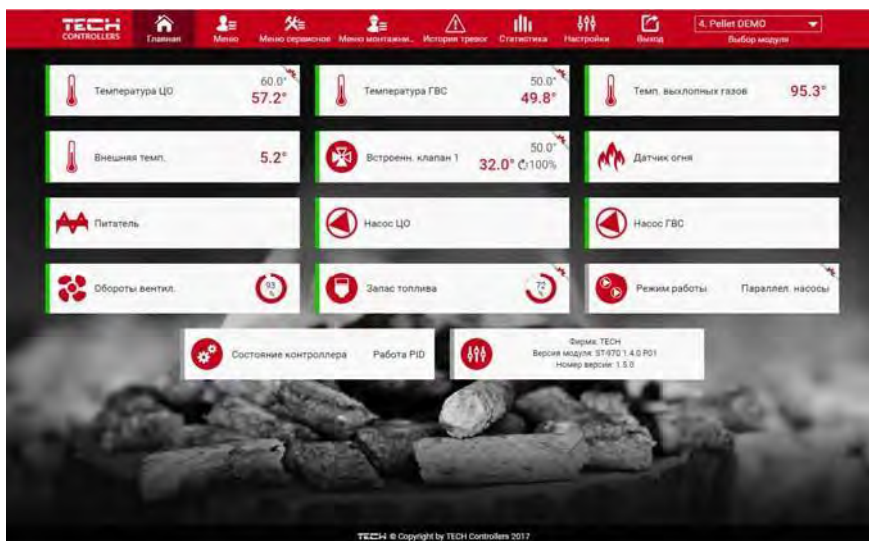 TECH
CONTROLLERS
Главная
Меню
Меню сервисное
Меню монтажни...
История тревог
Статистика
Настройки
Выход
4. Pellet DEMO
Выбор модуля
Температура ЦО
60.0°
57.2°
Температура ГВС
50.0°
49.8°
Темп. выхлопных газов
95.3°
Внешняя темп.
5.2°
Встроенн. клапан 1
50.0°
32.0° 100%
Датчик огня
Питатель
Насос ЦО
Насос ГВС
Обороты вентил.
93
%
Запас топлива
72
%
Режим работы
Параллел. насосы
Состояние контроллера
Работа PID
Фирма: TECH
Версия модуля: ST-970 1.4.0 P01
Номер версии: 1.5.0
TECH © Copyright by TECH Controllers 2017